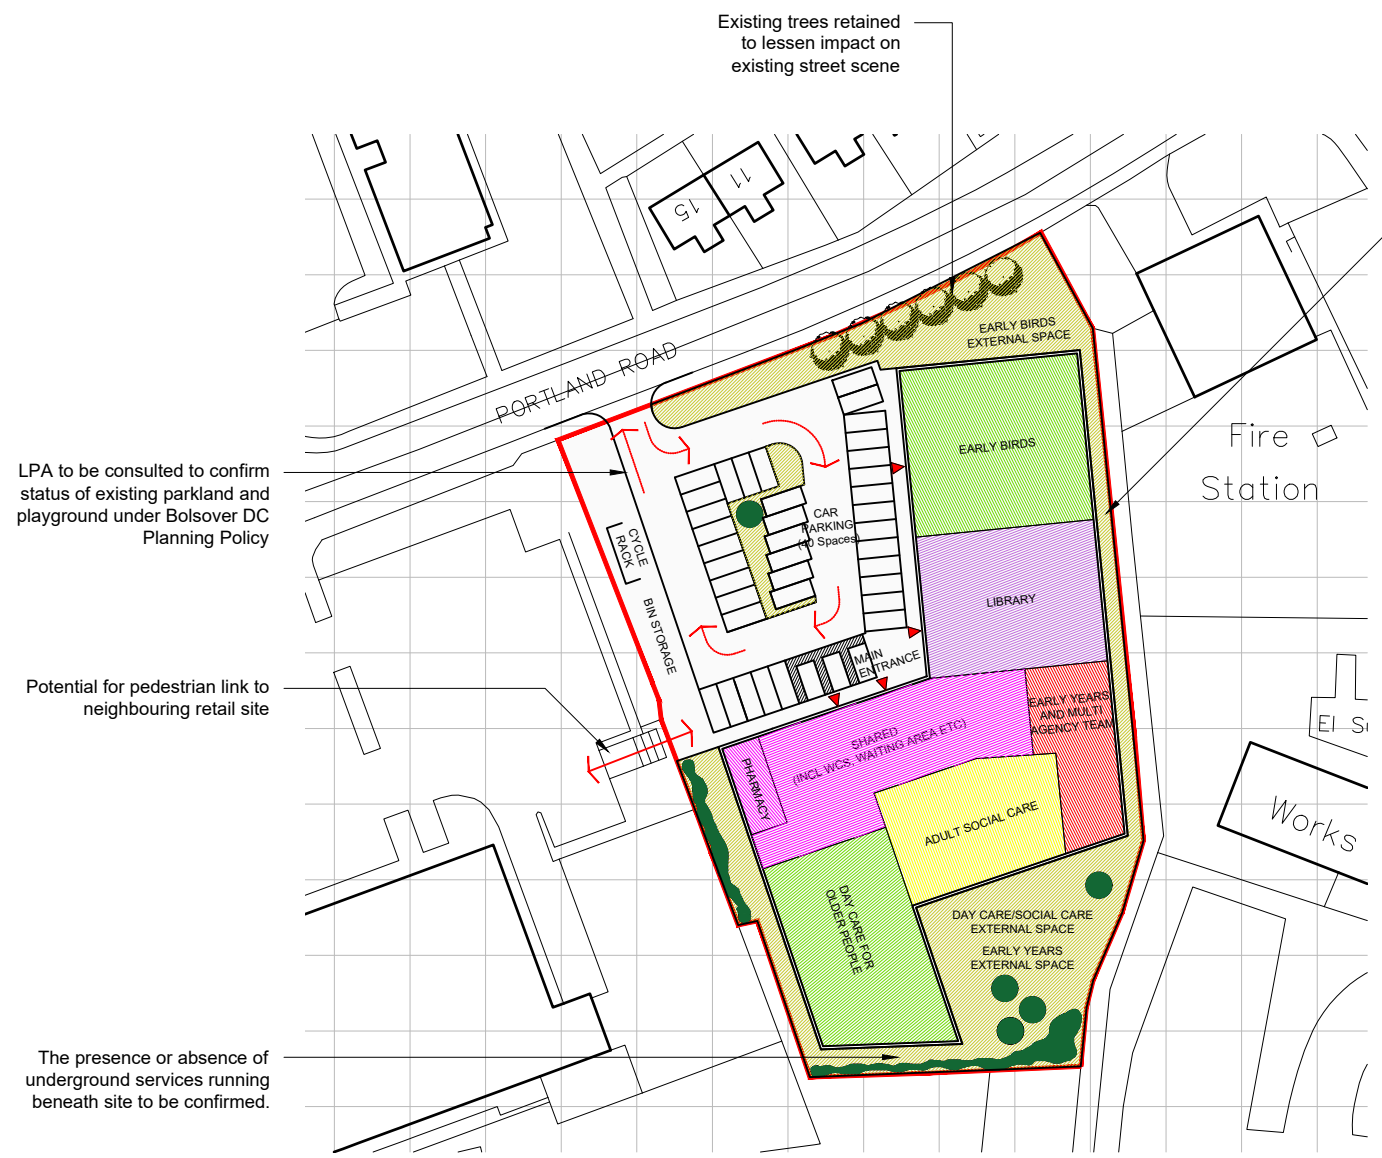 Existing trees retained
to lessen impact on
existing street scene
11
15
PORTLAND ROAD
EARLY BIRDS
EXTERNAL SPACE
EARLY BIRDS
Fire
Station
LPA to be consulted to confirm
status of existing parkland and
playground under Bolsover DC
Planning Policy
CAR
PARKING
(40 Spaces)
CYCLE
RACK
BIN STORAGE
LIBRARY
MAIN
ENTRANCE
Potential for pedestrian link to
neighbouring retail site
EARLY YEARS
AND MULTI
AGENCY TEAM
SHARED
(INCL WCS, WAITING AREA ETC)
El
PHARMACY
Works
ADULT SOCIAL CARE
DAY CARE FOR
OLDER PEOPLE
DAY CARE/SOCIAL CARE
EXTERNAL SPACE
EARLY YEARS
EXTERNAL SPACE
The presence or absence of
underground services running
beneath site to be confirmed.